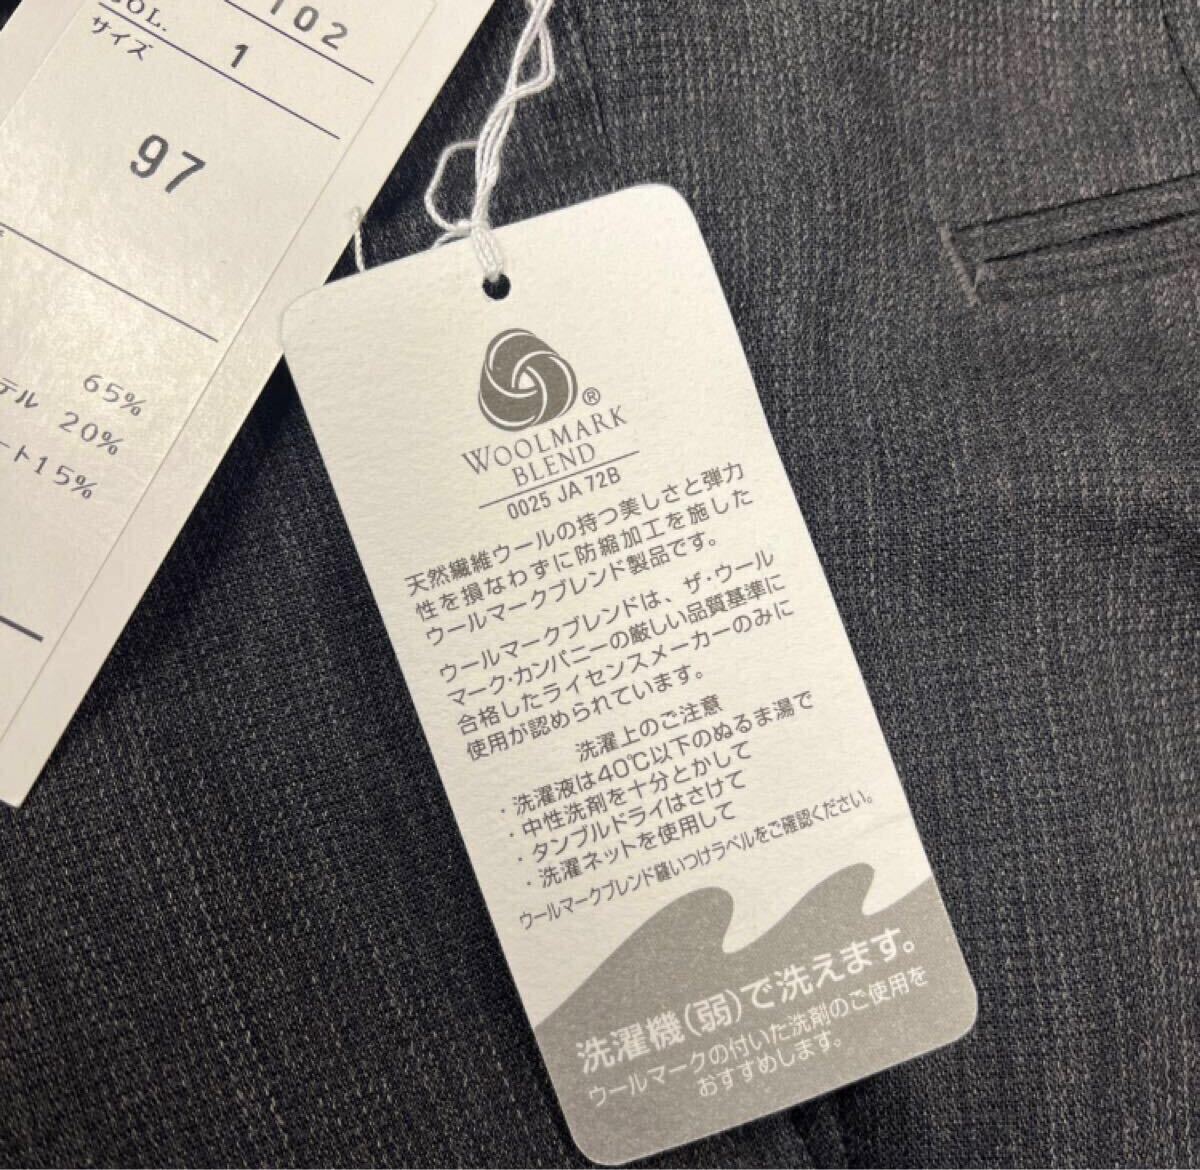 102
COL. 1
サイズ
97
65%
テル 20%
ート15%
WOOLMARK
BLEND
0025 JA 72B
天然繊維ウールの持つ美しさと弾力
性を損なわずに防縮加工を施した
ウールマークブレンド製品です。
ウールマークブレンドは、ザ・ウール
マーク・カンパニーの厳しい品質基準に
合格したライセンスメーカーのみに
使用が認められています。
洗濯上のご注意
・洗濯液は40℃以下のぬるま湯で
・中性洗剤を十分とかして
・タンブルドライはさけて
・洗濯ネットを使用して
ウールマークブレンド縫いつけラベルをご確認ください。
洗濯機(弱)で洗えます。
ウールマークの付いた洗剤のご使用を
おすすめします。